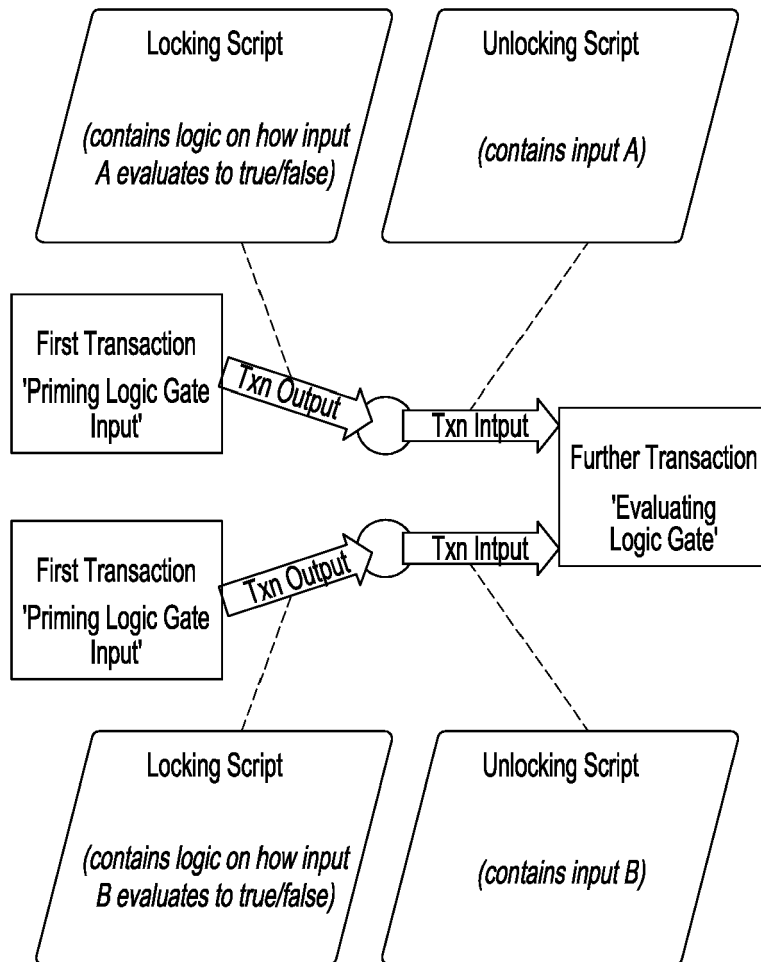 Locking Script
(contains logic on how input
A evaluates to true/false)
Unlocking Script
(contains input A)
First Transaction
'Priming Logic Gate
Input'
Txn Output
Txn Intput
Further Transaction
'Evaluating
Logic Gate'
First Transaction
'Priming Logic Gate
Input'
Txn Output
Txn Intput
Locking Script
(contains logic on how input
B evaluates to true/false)
Unlocking Script
(contains input B)